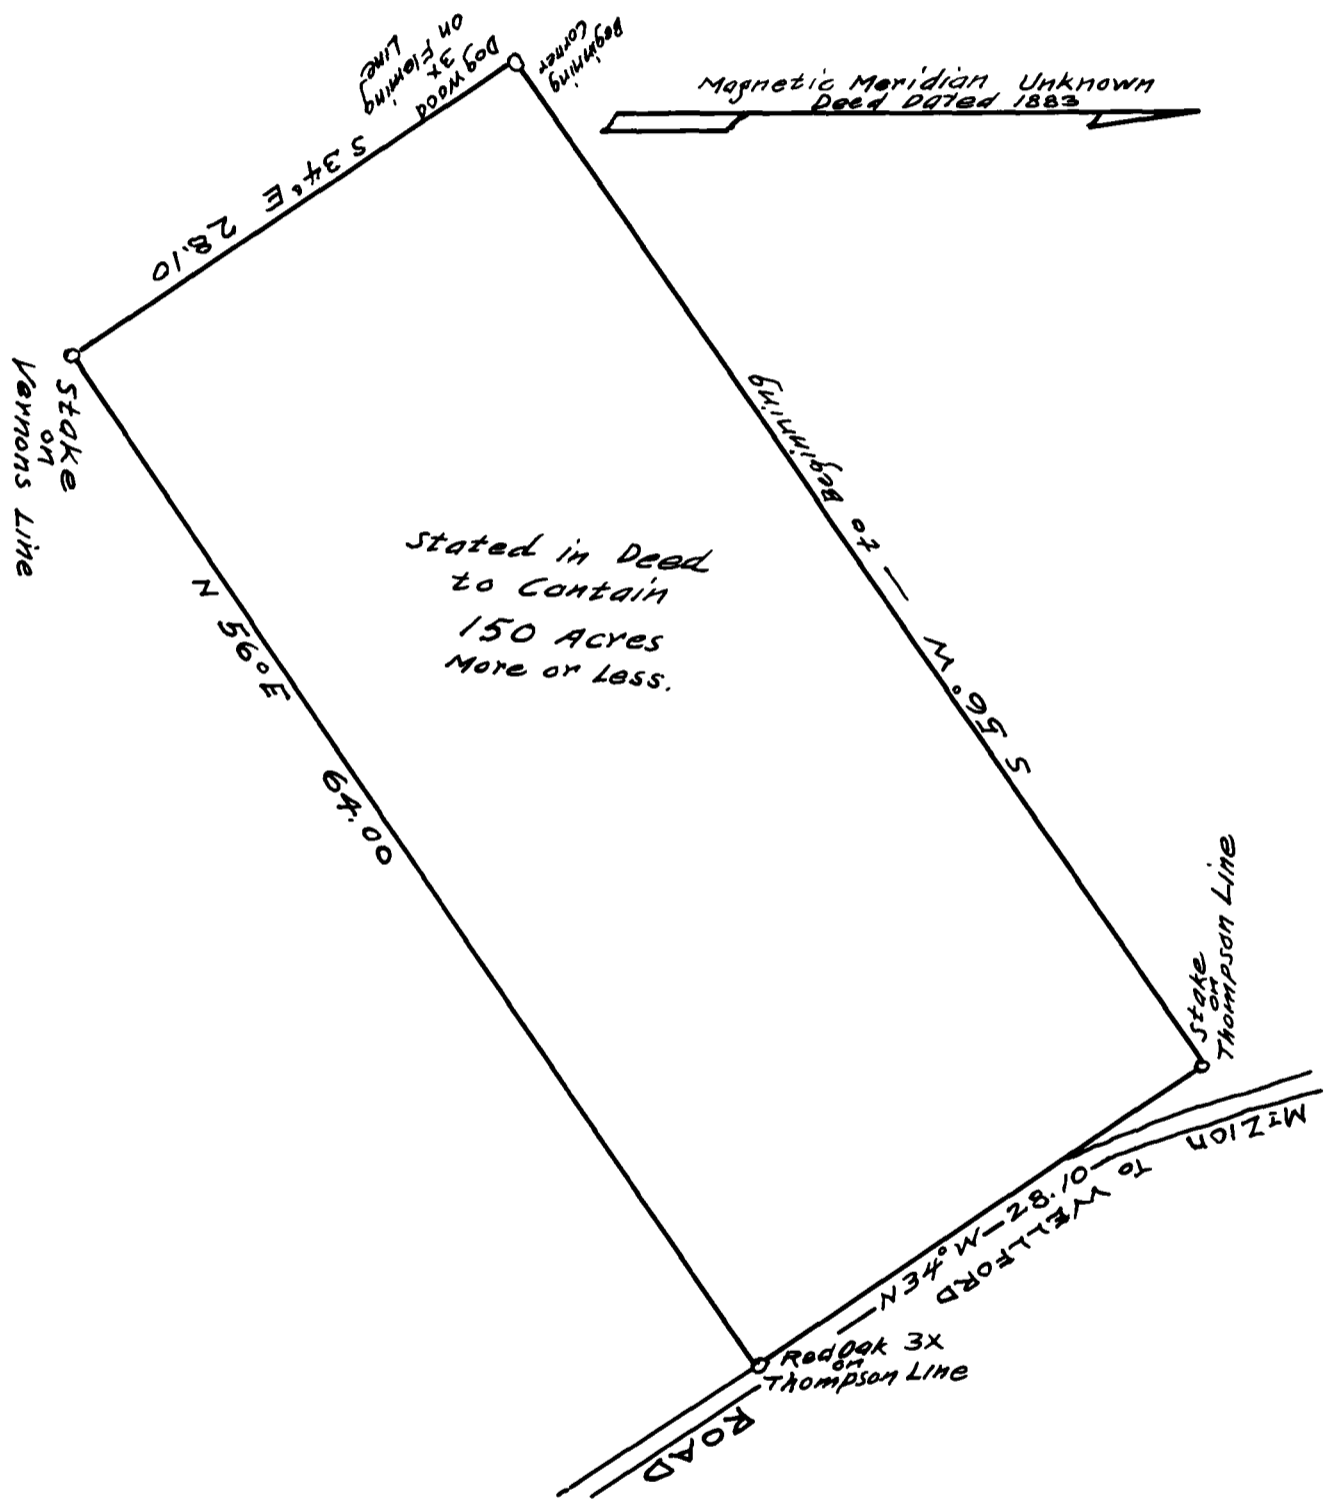 Beginning
Corner
Dogwood
3x
on Fleming
Line
Magnetic Meridian Unknown
Deed Dated 1883
S 34° E 28.10
Stake
on
Vernons Line
N 56° E 64.00
Stated in Deed
to Contain
150 Acres
More or Less.
S 56° W — to Beginning
Stake
on
Thompson Line
Mt Zion
To WELLFORD
N 34° W — 28.10
Red Oak 3x
on
Thompson Line
ROAD